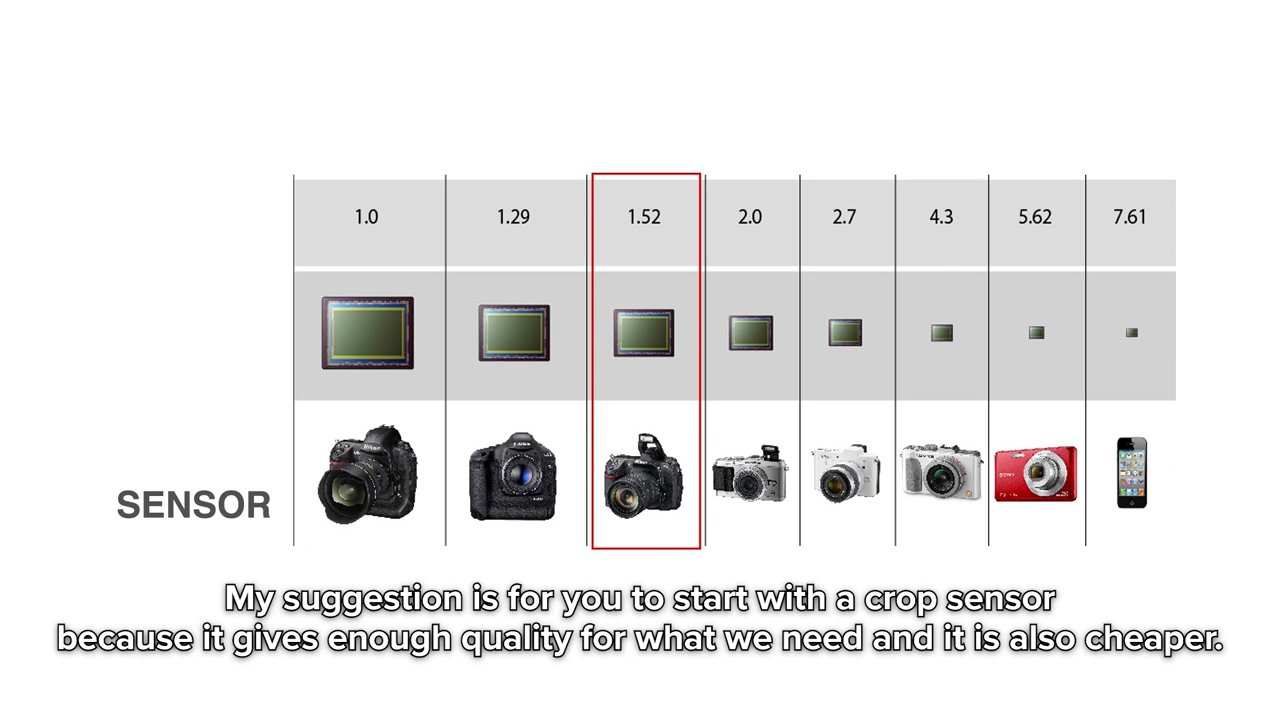 1.0 1.29 1.52 2.0 2.7 4.3 5.62 7.61
SENSOR
My suggestion is for you to start with a crop sensor
because it gives enough quality for what we need and it is also cheaper.